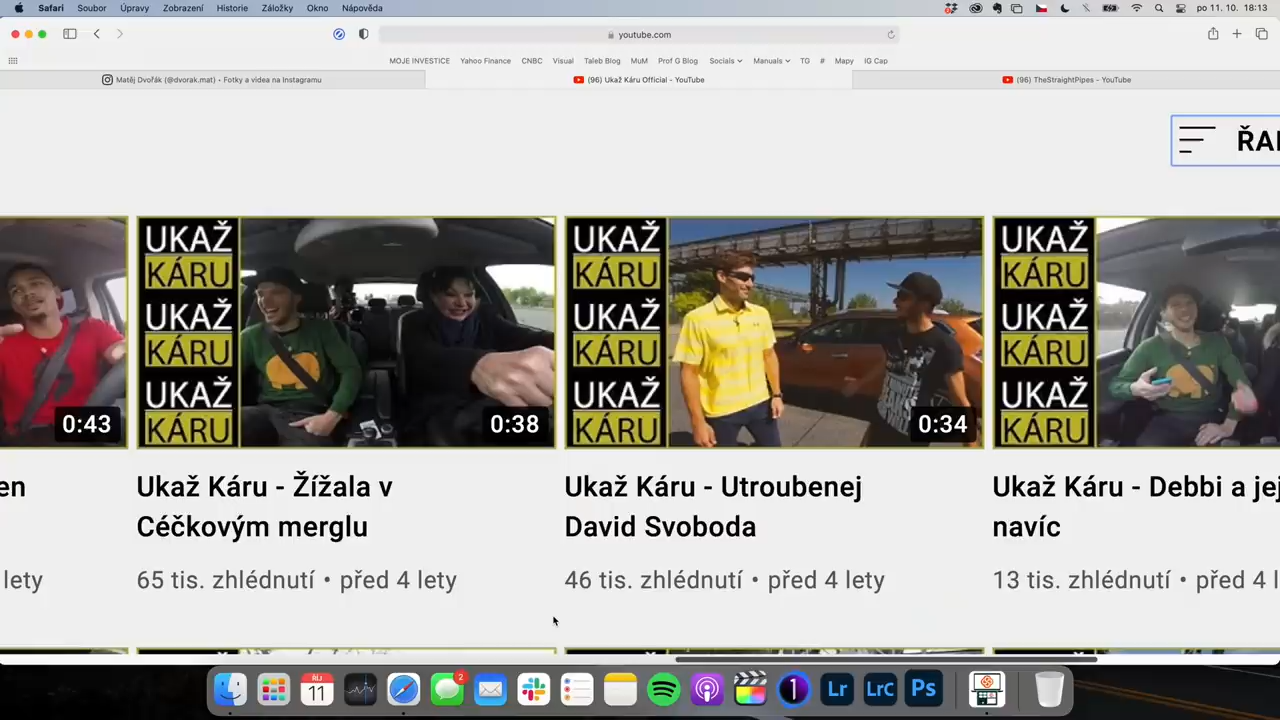 Safari Soubor Úpravy Zobrazení Historie Záložky Okno Nápověda po 11. 10. 18:13
youtube.com
MOJE INVESTICE Yahoo Finance CNBC Visual Taleb Blog MuM Prof G Blog Socials Manuals TG # Mapy IG Cap
Matěj Dvořák (@dvorak.mat) • Fotky a videa na Instagramu (96) Ukaž Káru Official - YouTube (96) TheStraightPipes - YouTube
ŘA
UKAŽ UKAŽ UKAŽ
KÁRU KÁRU KÁRU
UKAŽ UKAŽ UKAŽ
KÁRU KÁRU KÁRU
UKAŽ UKAŽ UKAŽ
KÁRU KÁRU KÁRU
0:43 0:38 0:34
en Ukaž Káru - Žížala v Ukaž Káru - Utroubenej Ukaž Káru - Debbi a jej
Céčkovým merglu David Svoboda navíc
lety 65 tis. zhlédnutí • před 4 lety 46 tis. zhlédnutí • před 4 lety 13 tis. zhlédnutí • před 4 l
ŘÍJ 2
11 1 Lr LrC Ps